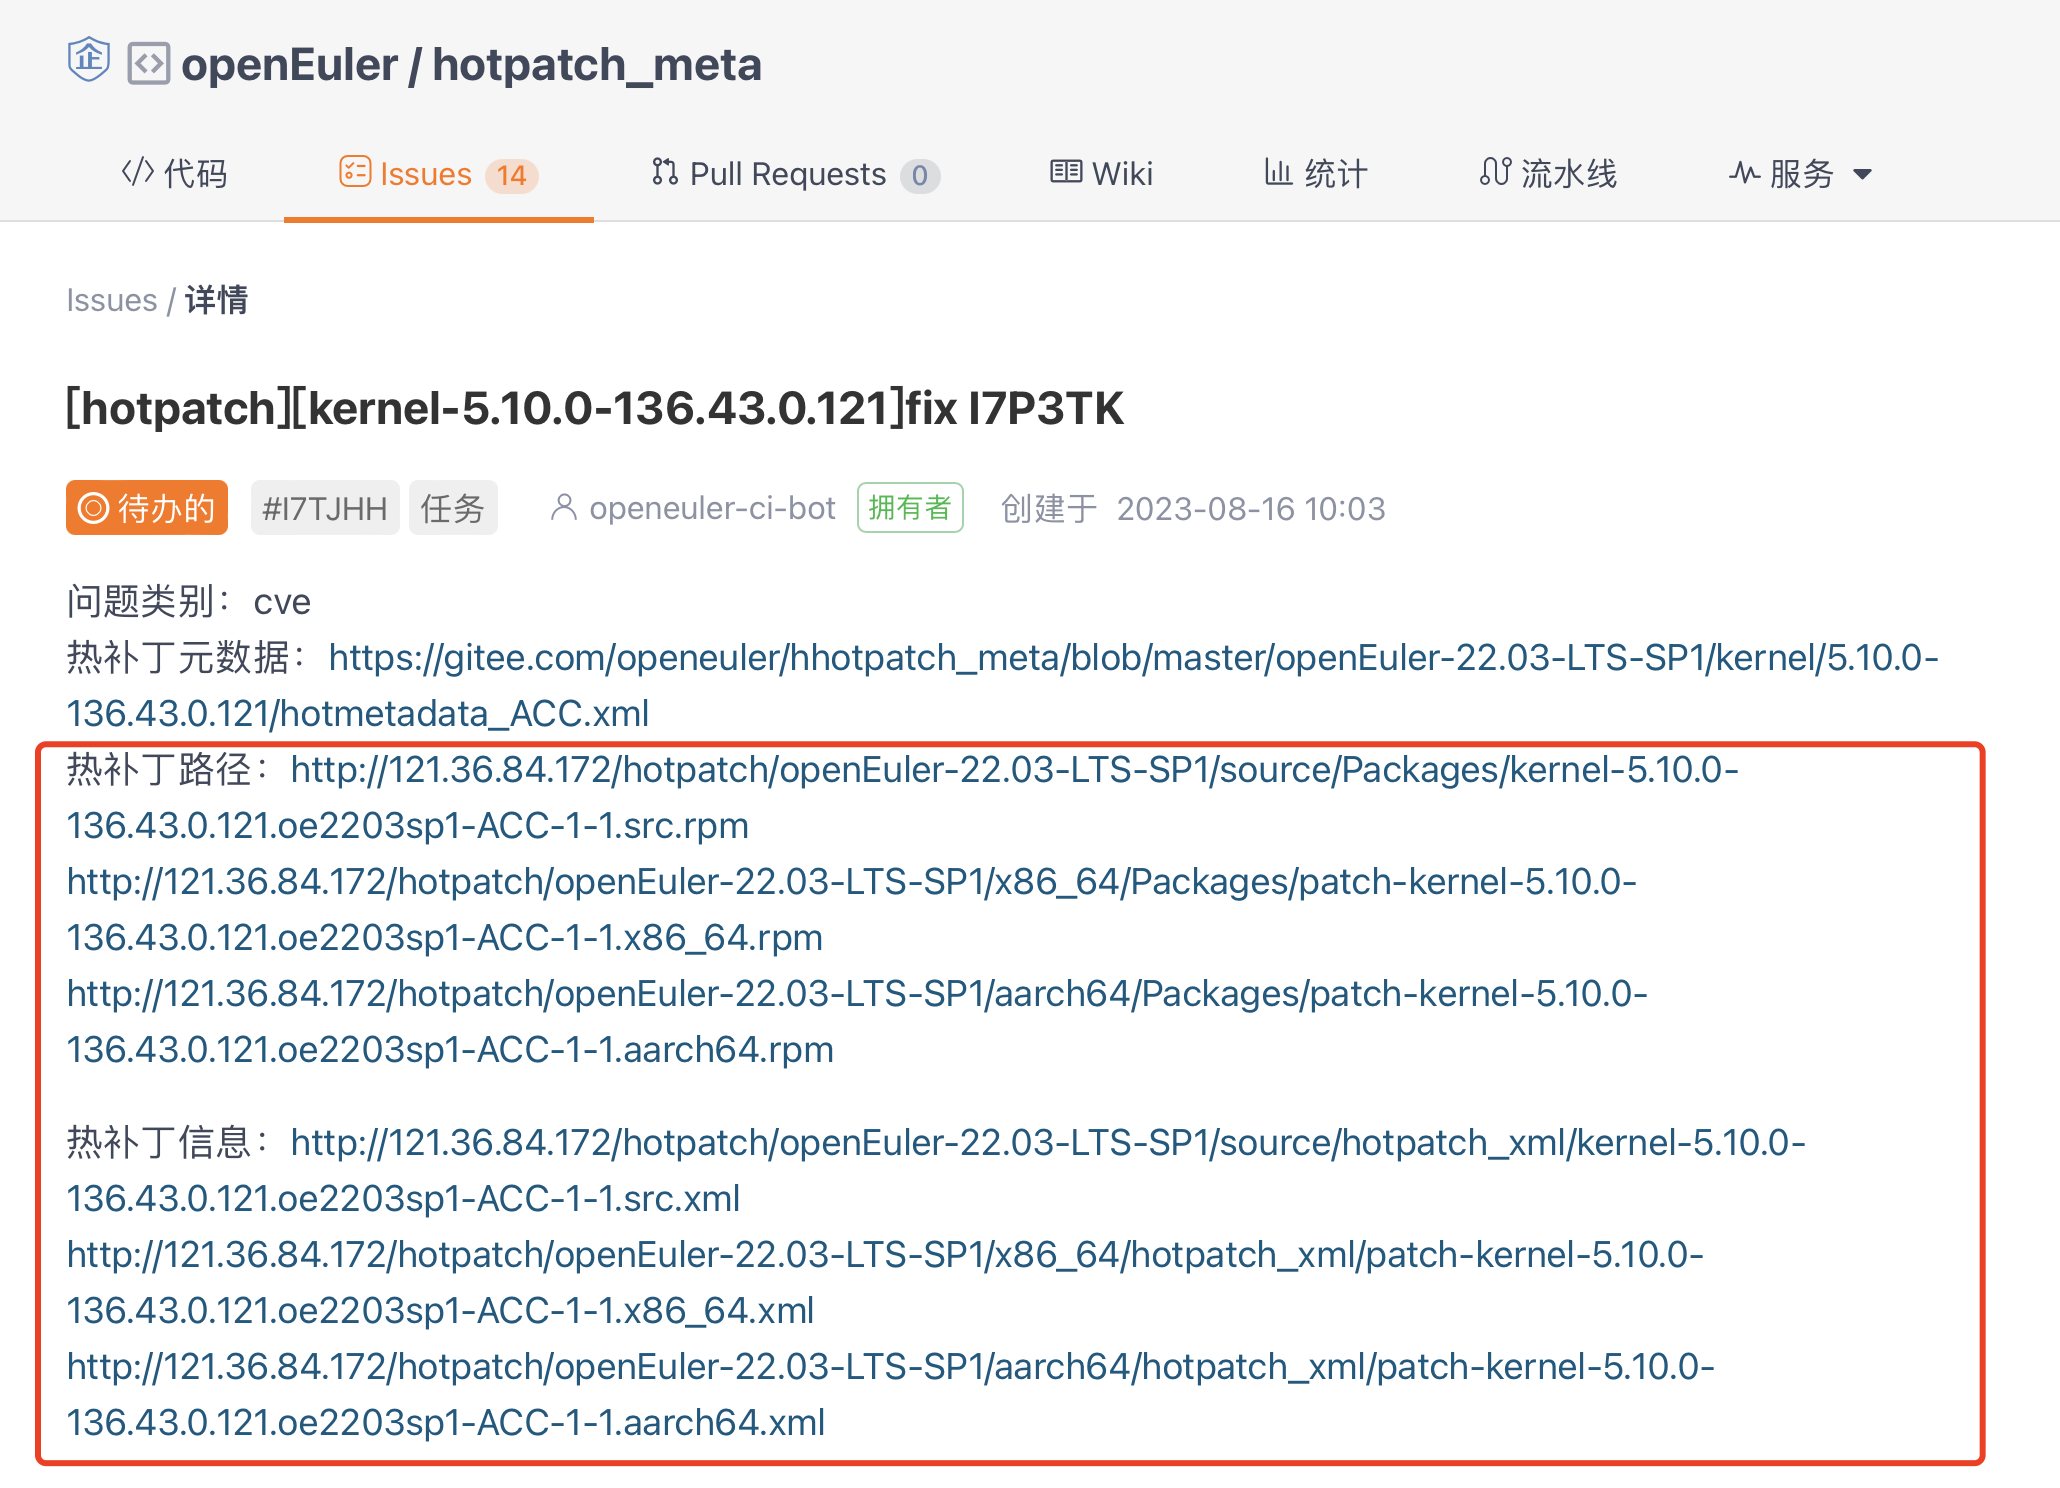 企 openEuler / hotpatch_meta
代码 Issues 14 Pull Requests 0 Wiki 统计 流水线 服务
Issues / 详情
[hotpatch][kernel-5.10.0-136.43.0.121]fix I7P3TK
待办的 #I7TJHH 任务 openeuler-ci-bot 拥有者 创建于 2023-08-16 10:03
问题类别：cve
热补丁元数据：https://gitee.com/openeuler/hhotpatch_meta/blob/master/openEuler-22.03-LTS-SP1/kernel/5.10.0-
136.43.0.121/hotmetadata_ACC.xml
热补丁路径：http://121.36.84.172/hotpatch/openEuler-22.03-LTS-SP1/source/Packages/kernel-5.10.0-
136.43.0.121.oe2203sp1-ACC-1-1.src.rpm
http://121.36.84.172/hotpatch/openEuler-22.03-LTS-SP1/x86_64/Packages/patch-kernel-5.10.0-
136.43.0.121.oe2203sp1-ACC-1-1.x86_64.rpm
http://121.36.84.172/hotpatch/openEuler-22.03-LTS-SP1/aarch64/Packages/patch-kernel-5.10.0-
136.43.0.121.oe2203sp1-ACC-1-1.aarch64.rpm
热补丁信息：http://121.36.84.172/hotpatch/openEuler-22.03-LTS-SP1/source/hotpatch_xml/kernel-5.10.0-
136.43.0.121.oe2203sp1-ACC-1-1.src.xml
http://121.36.84.172/hotpatch/openEuler-22.03-LTS-SP1/x86_64/hotpatch_xml/patch-kernel-5.10.0-
136.43.0.121.oe2203sp1-ACC-1-1.x86_64.xml
http://121.36.84.172/hotpatch/openEuler-22.03-LTS-SP1/aarch64/hotpatch_xml/patch-kernel-5.10.0-
136.43.0.121.oe2203sp1-ACC-1-1.aarch64.xml